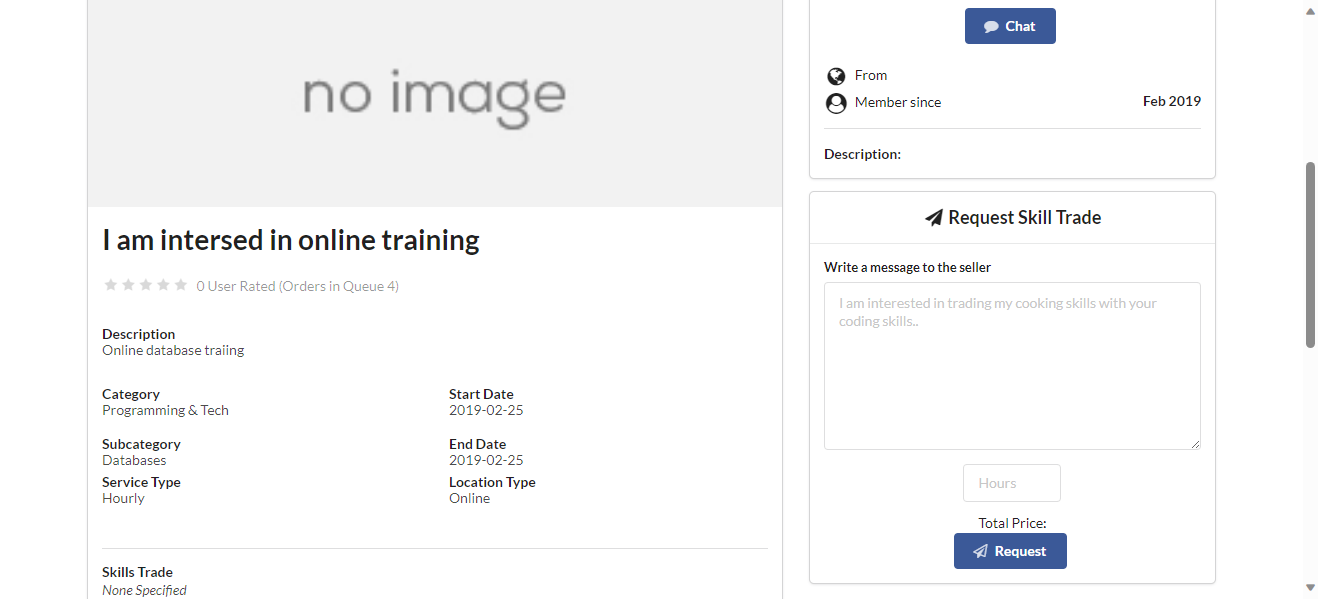 no image
I am intersed in online training
0 User Rated (Orders in Queue 4)
Description
Online database traiing
Category
Programming & Tech
Start Date
2019-02-25
Subcategory
Databases
End Date
2019-02-25
Service Type
Hourly
Location Type
Online
Skills Trade
None Specified
Chat
From
Member since
Feb 2019
Description:
Request Skill Trade
Write a message to the seller
I am interested in trading my cooking skills with your
coding skills..
Hours
Total Price:
Request